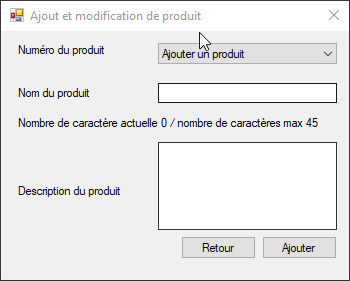 Ajout et modification de produit
Numéro du produit
Ajouter un produit
Nom du produit
Nombre de caractère actuelle 0 / nombre de caractères max 45
Description du produit
Retour
Ajouter